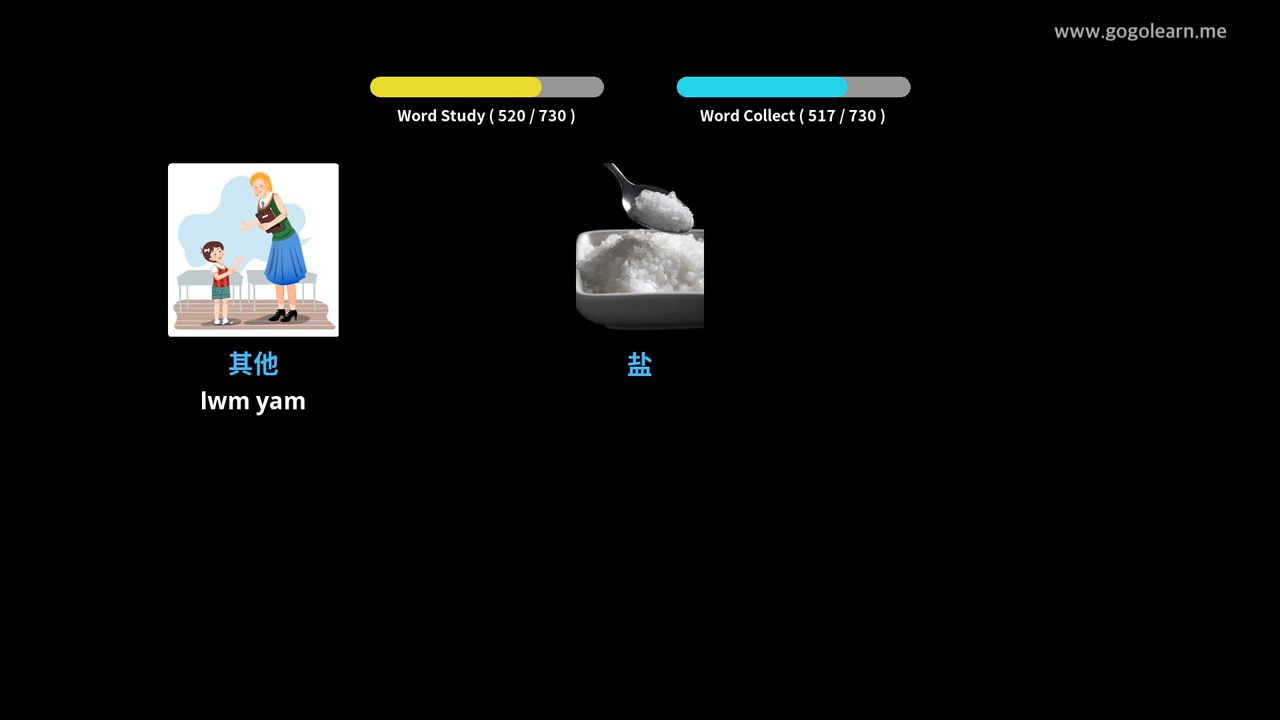 www.gogolearn.me
Word Study ( 520 / 730 )
Word Collect ( 517 / 730 )
其他
lwm yam
盐